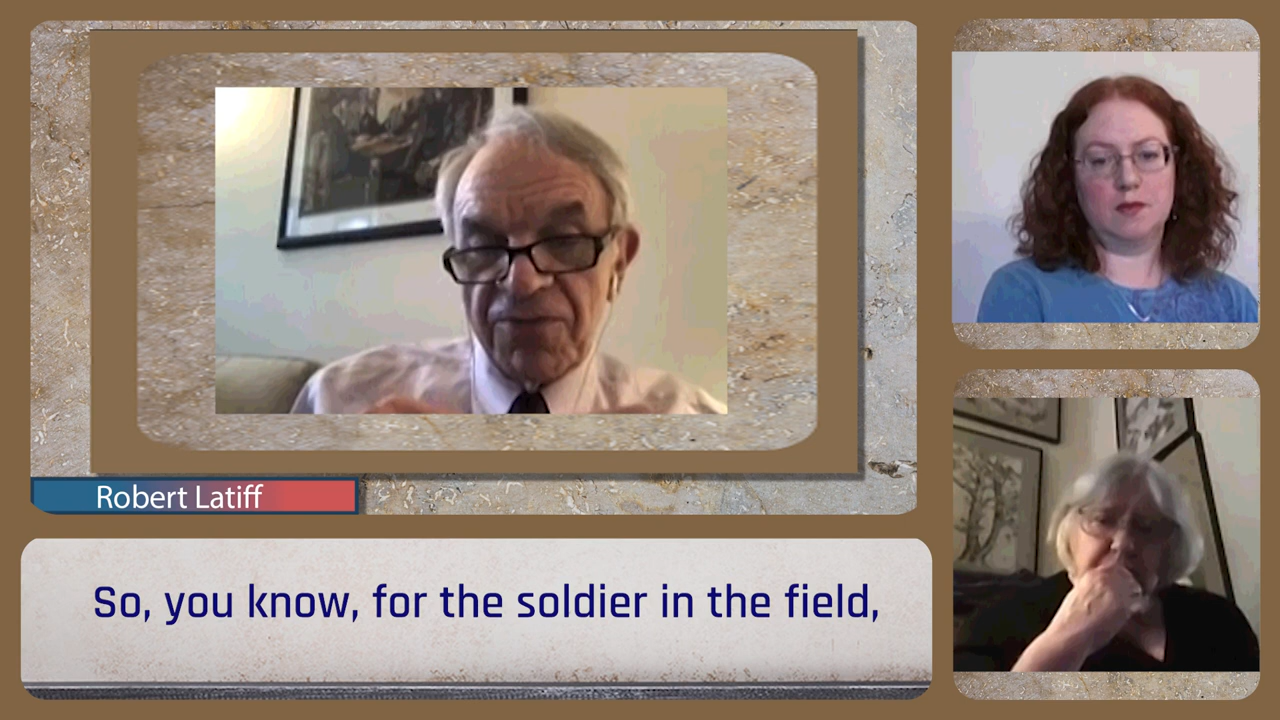 Robert Latiff
So, you know, for the soldier in the field,